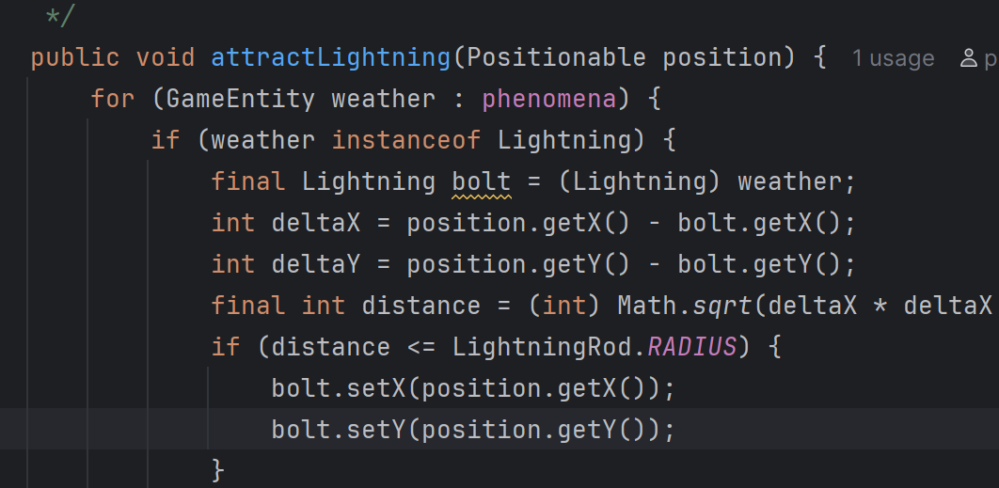 */
public void attractLightning(Positionable position) { 1 usage p
for (GameEntity weather : phenomena) {
if (weather instanceof Lightning) {
final Lightning bolt = (Lightning) weather;
int deltaX = position.getX() - bolt.getX();
int deltaY = position.getY() - bolt.getY();
final int distance = (int) Math.sqrt(deltaX * deltaX
if (distance <= LightningRod.RADIUS) {
bolt.setX(position.getX());
bolt.setY(position.getY());
}